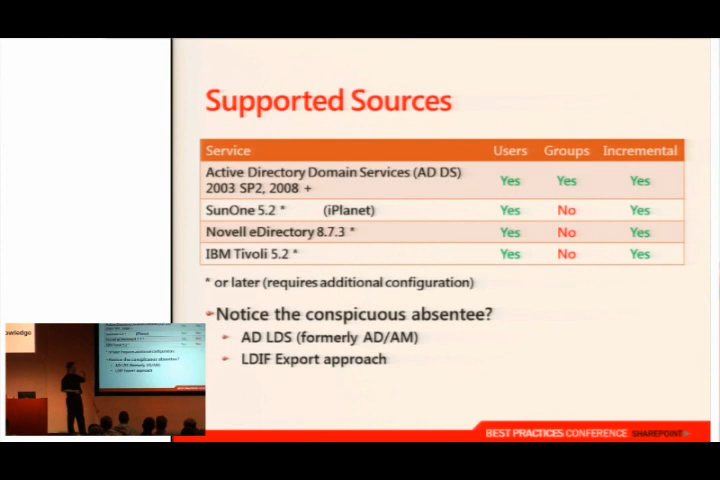 Supported Sources
Service Users Groups Incremental
Active Directory Domain Services (AD DS)
2003 SP2, 2008 + Yes Yes Yes
SunOne 5.2 * (iPlanet) Yes No Yes
Novell eDirectory 8.7.3 * Yes No Yes
IBM Tivoli 5.2 * Yes No Yes
* or later (requires additional configuration)
Notice the conspicuous absentee?
AD LDS (formerly AD/AM)
LDIF Export approach
BEST PRACTICES CONFERENCE SHAREPOINT